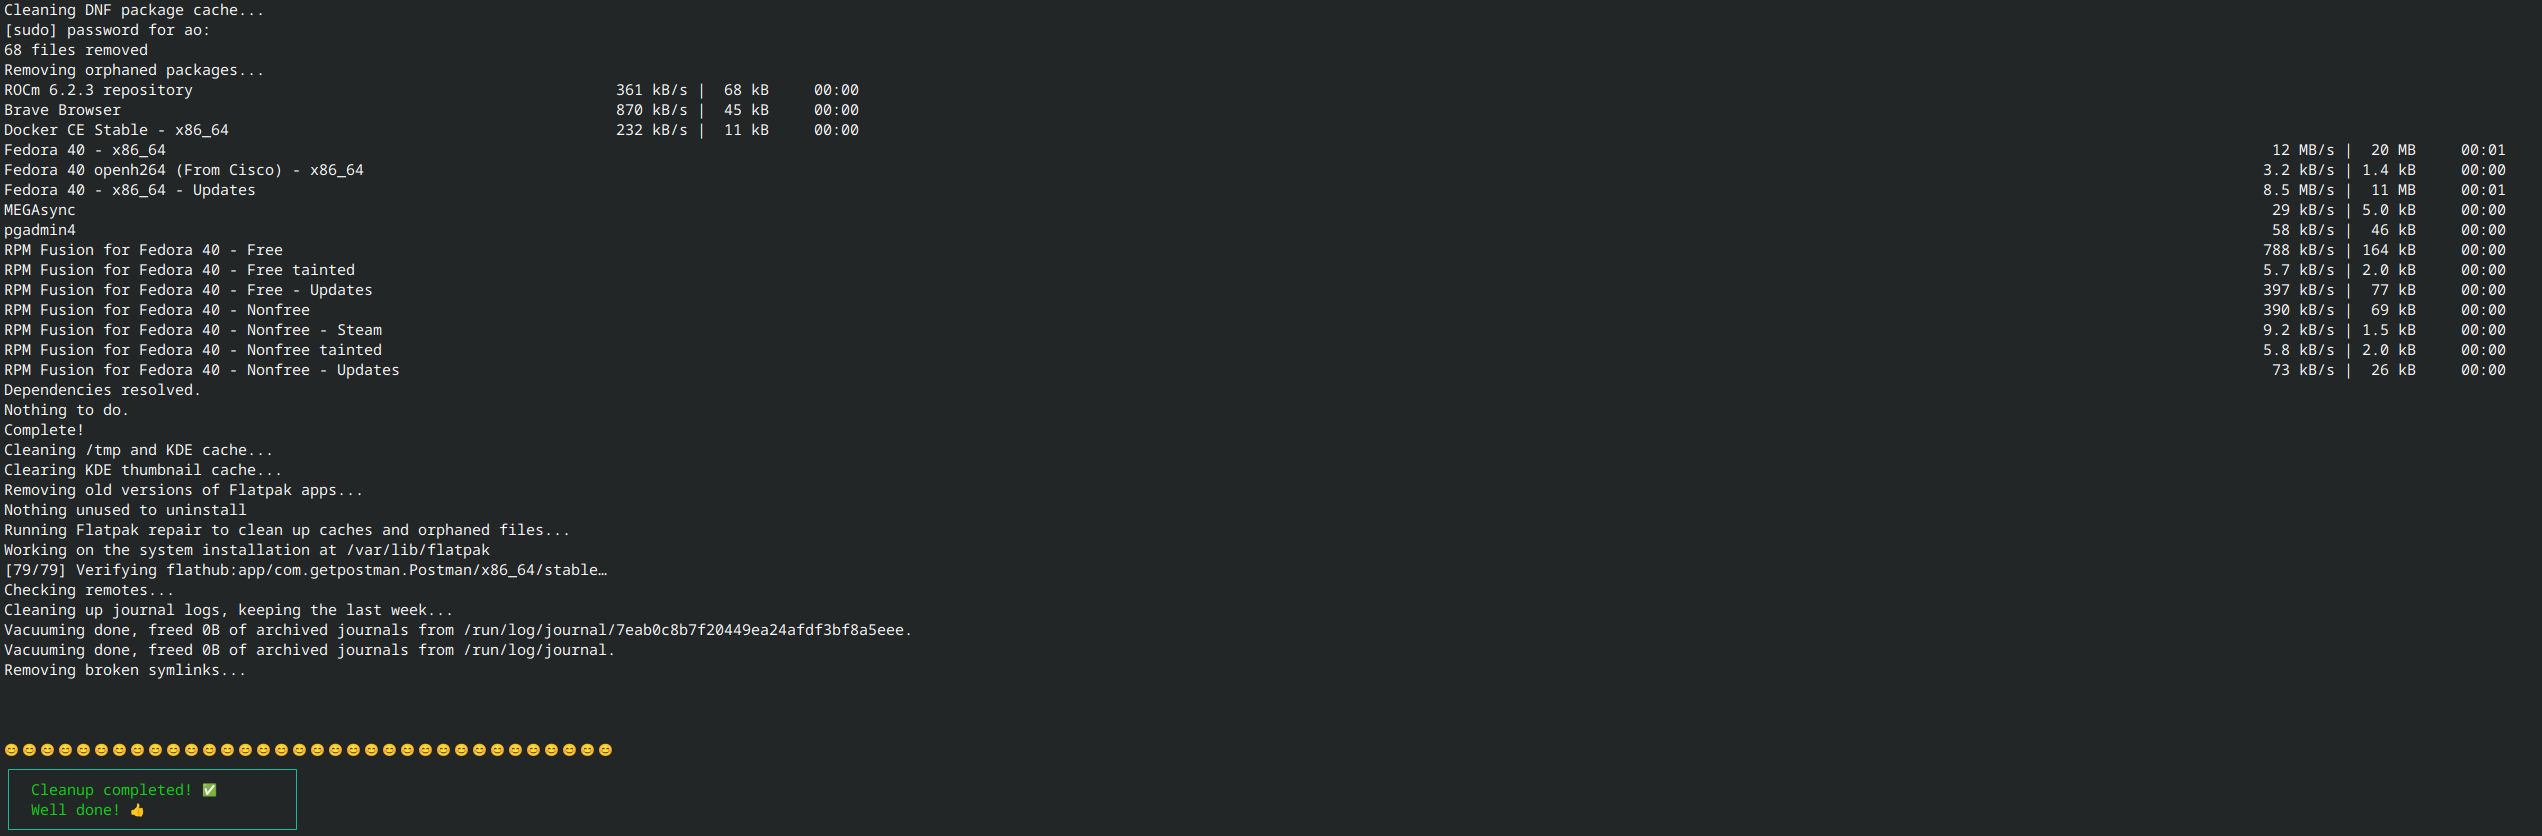 Cleaning DNF package cache...
[sudo] password for ao:
68 files removed
Removing orphaned packages...
ROCm 6.2.3 repository 361 kB/s | 68 kB 00:00
Brave Browser 870 kB/s | 45 kB 00:00
Docker CE Stable - x86_64 232 kB/s | 11 kB 00:00
Fedora 40 - x86_64 12 MB/s | 20 MB 00:01
Fedora 40 openh264 (From Cisco) - x86_64 3.2 kB/s | 1.4 kB 00:00
Fedora 40 - x86_64 - Updates 8.5 MB/s | 11 MB 00:01
MEGAsync 29 kB/s | 5.0 kB 00:00
pgadmin4 58 kB/s | 46 kB 00:00
RPM Fusion for Fedora 40 - Free 788 kB/s | 164 kB 00:00
RPM Fusion for Fedora 40 - Free tainted 5.7 kB/s | 2.0 kB 00:00
RPM Fusion for Fedora 40 - Free - Updates 397 kB/s | 77 kB 00:00
RPM Fusion for Fedora 40 - Nonfree 390 kB/s | 69 kB 00:00
RPM Fusion for Fedora 40 - Nonfree - Steam 9.2 kB/s | 1.5 kB 00:00
RPM Fusion for Fedora 40 - Nonfree tainted 5.8 kB/s | 2.0 kB 00:00
RPM Fusion for Fedora 40 - Nonfree - Updates 73 kB/s | 26 kB 00:00
Dependencies resolved.
Nothing to do.
Complete!
Cleaning /tmp and KDE cache...
Clearing KDE thumbnail cache...
Removing old versions of Flatpak apps...
Nothing unused to uninstall
Running Flatpak repair to clean up caches and orphaned files...
Working on the system installation at /var/lib/flatpak
[79/79] Verifying flathub:app/com.getpostman.Postman/x86_64/stable…
Checking remotes...
Cleaning up journal logs, keeping the last week...
Vacuuming done, freed 0B of archived journals from /run/log/journal/7eab0c8b7f20449ea24afdf3bf8a5eee.
Vacuuming done, freed 0B of archived journals from /run/log/journal.
Removing broken symlinks...
😊😊😊😊😊😊😊😊😊😊😊😊😊😊😊😊😊😊😊😊😊😊😊😊😊😊😊😊😊😊😊😊😊😊
Cleanup completed! ✅
Well done! 👍